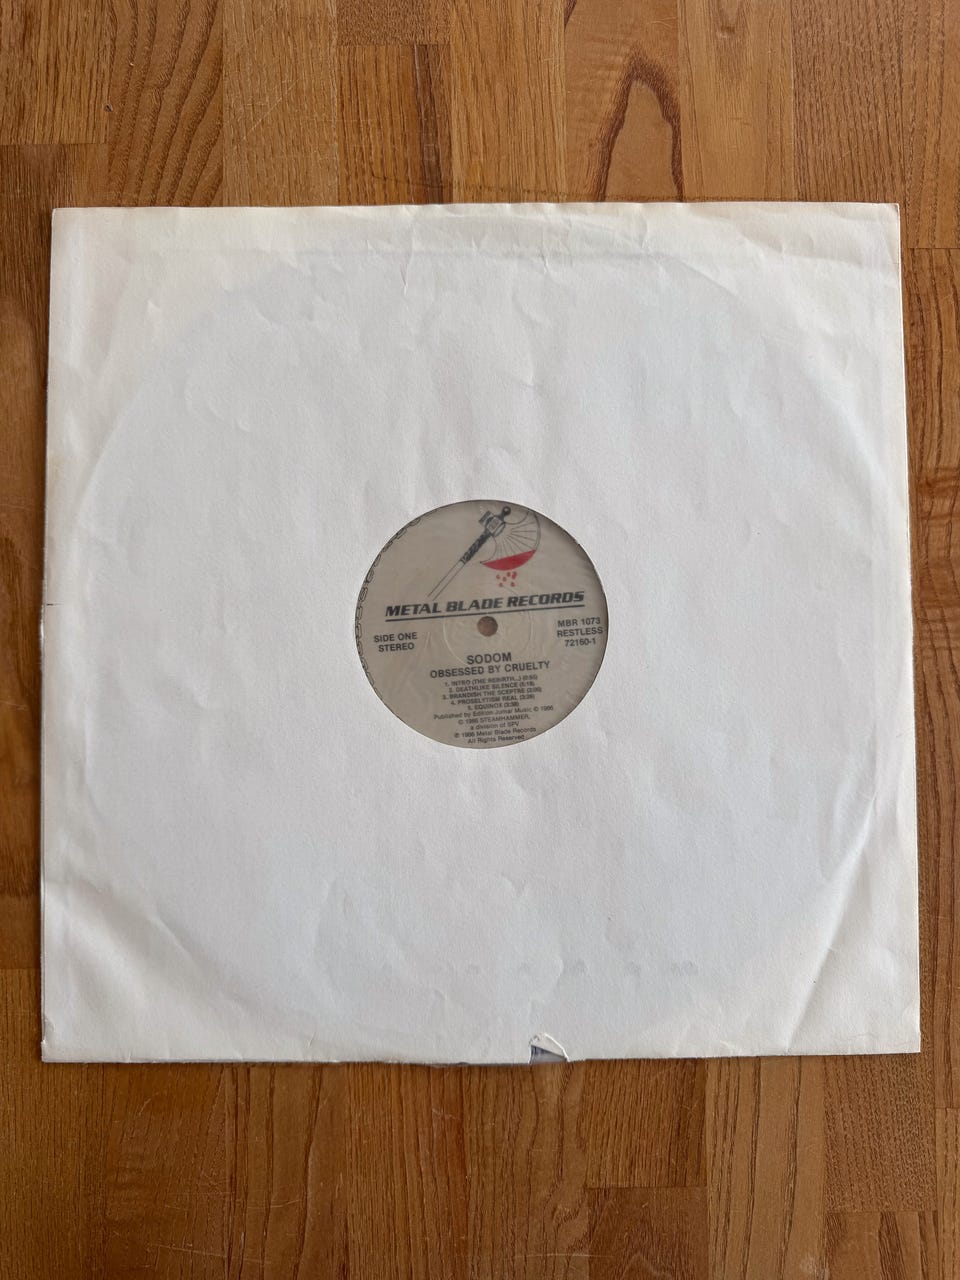 METAL BLADE RECORDS
SIDE ONE
STEREO
MBR 1073
RESTLESS
72160-1
SODOM
OBSESSED BY CRUELTY
1. INTRO (THE REBIRTH...) (0:55)
2. DEATHLIKE SILENCE (5:18)
3. BRANDISH THE SCEPTRE (3:00)
4. PROSELYTISM REAL (3:26)
5. EQUINOX (3:38)
Published by Edition Jumar Music © 1986
© 1986 STEAMHAMMER,
a division of SPV
℗ 1986 Metal Blade Records
All Rights Reserved